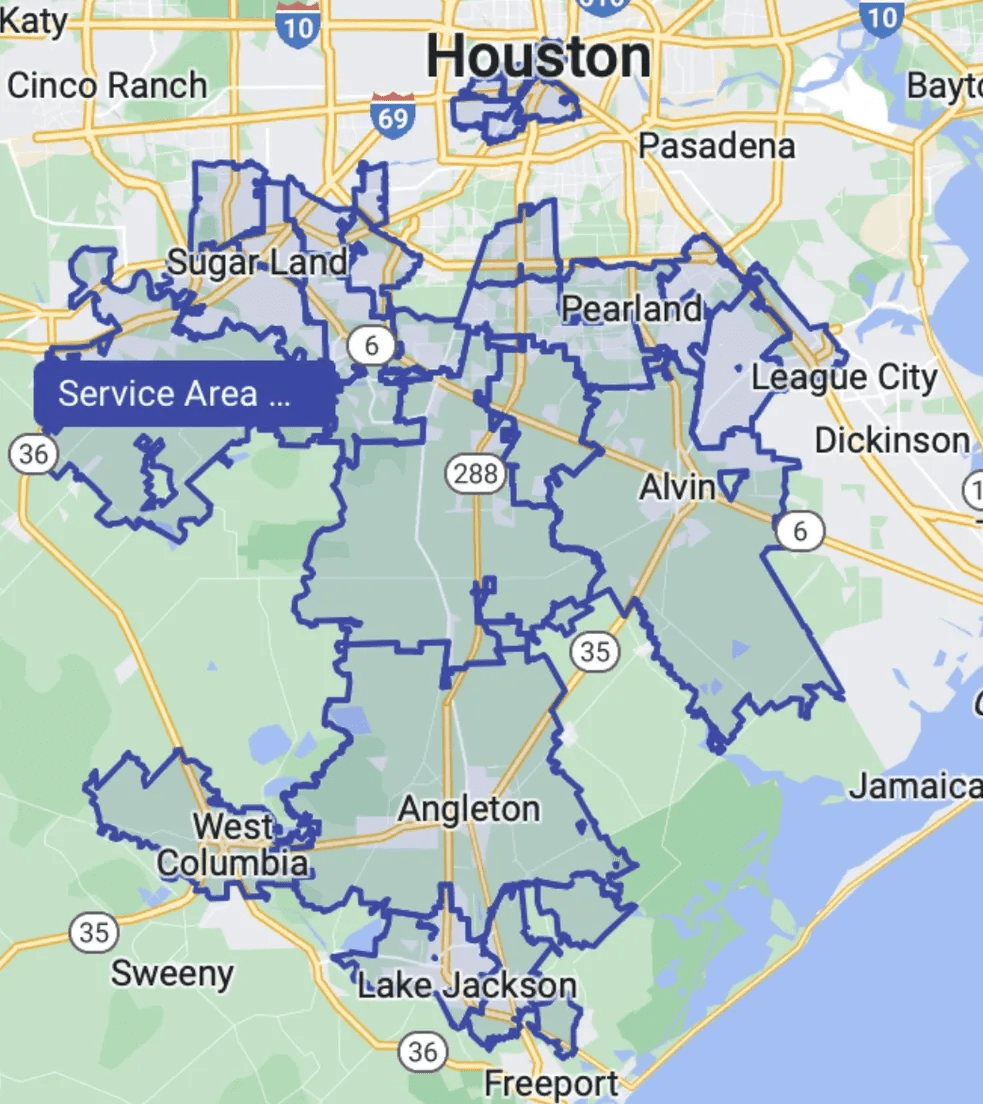 Katy
10
610
10
Houston
Cinco Ranch
69
Pasadena
Sugar Land
Pearland
6
Service Area ...
League City
36
288
Dickinson
Alvin
6
35
Jamaica
Angleton
West
Columbia
35
Sweeny
Lake Jackson
36
Freeport